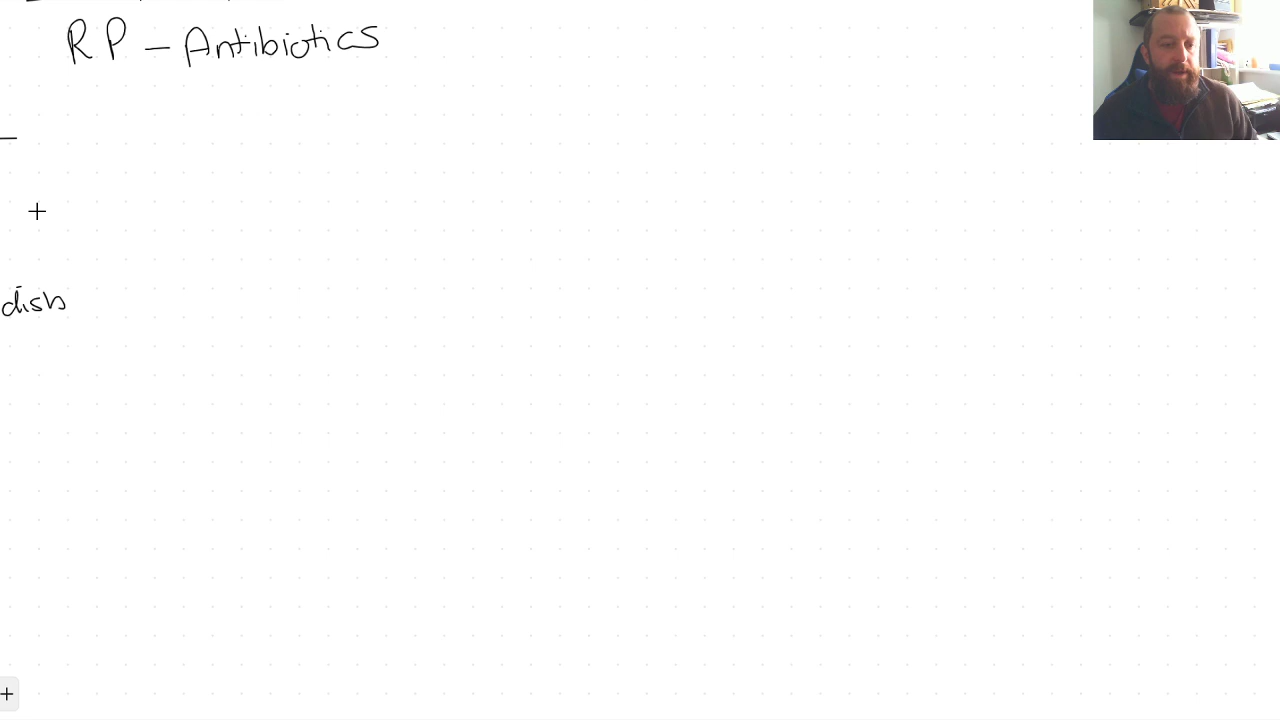 RP - Antibiotics
-
+
dish
+